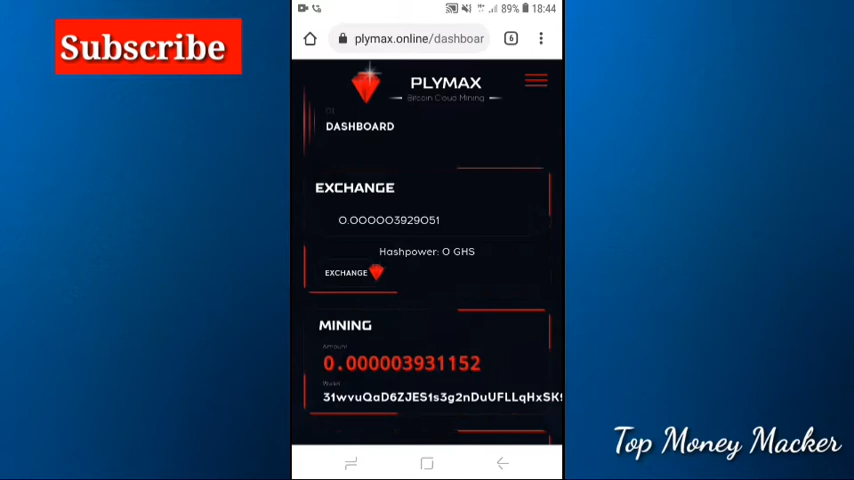 Subscribe
89% 18:44
plymax.online/dashboar
6
PLYMAX
Bitcoin Cloud Mining
DASHBOARD
EXCHANGE
0.000003929051
Hashpower: 0 GHS
EXCHANGE
MINING
Amount
0.000003931152
Wallet
31wvuQaD6ZJES1s3g2nDuUFLLqHxSK
Top Money Macker